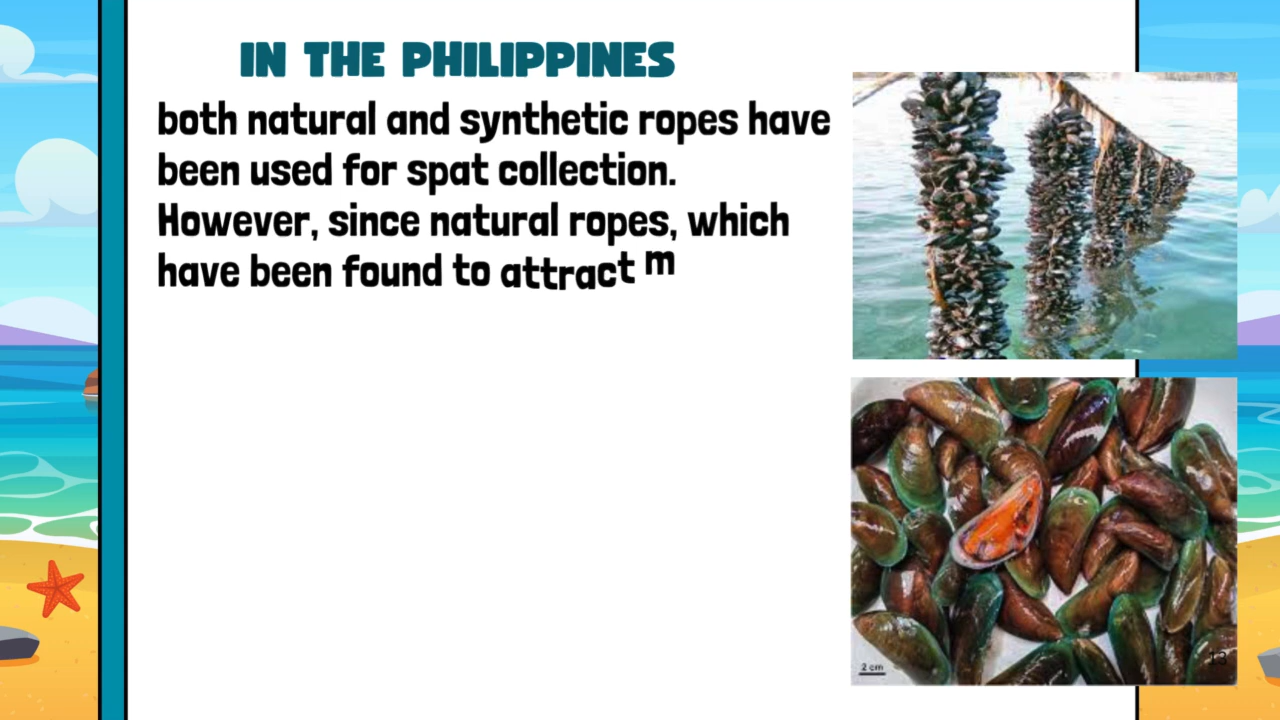 IN THE PHILIPPINES
both natural and synthetic ropes have
been used for spat collection.
However, since natural ropes, which
have been found to attract m
2 cm
13